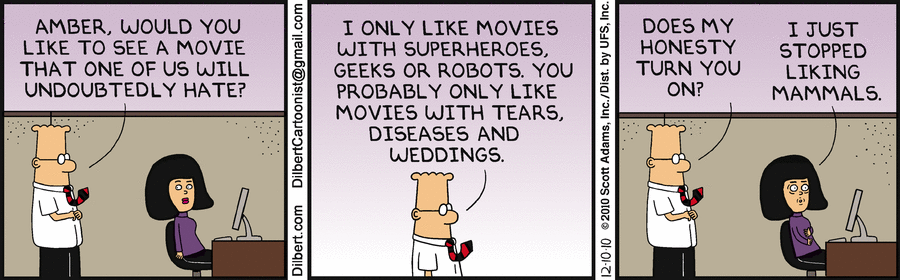 AMBER, WOULD YOU
LIKE TO SEE A MOVIE
THAT ONE OF US WILL
UNDOUBTEDLY HATE?
Dilbert.com DilbertCartoonist@gmail.com
I ONLY LIKE MOVIES
WITH SUPERHEROES,
GEEKS OR ROBOTS. YOU
PROBABLY ONLY LIKE
MOVIES WITH TEARS,
DISEASES AND
WEDDINGS.
12-10-10 © 2010 Scott Adams, Inc./Dist. by UFS, Inc.
DOES MY
HONESTY
TURN YOU
ON?
I JUST
STOPPED
LIKING
MAMMALS.